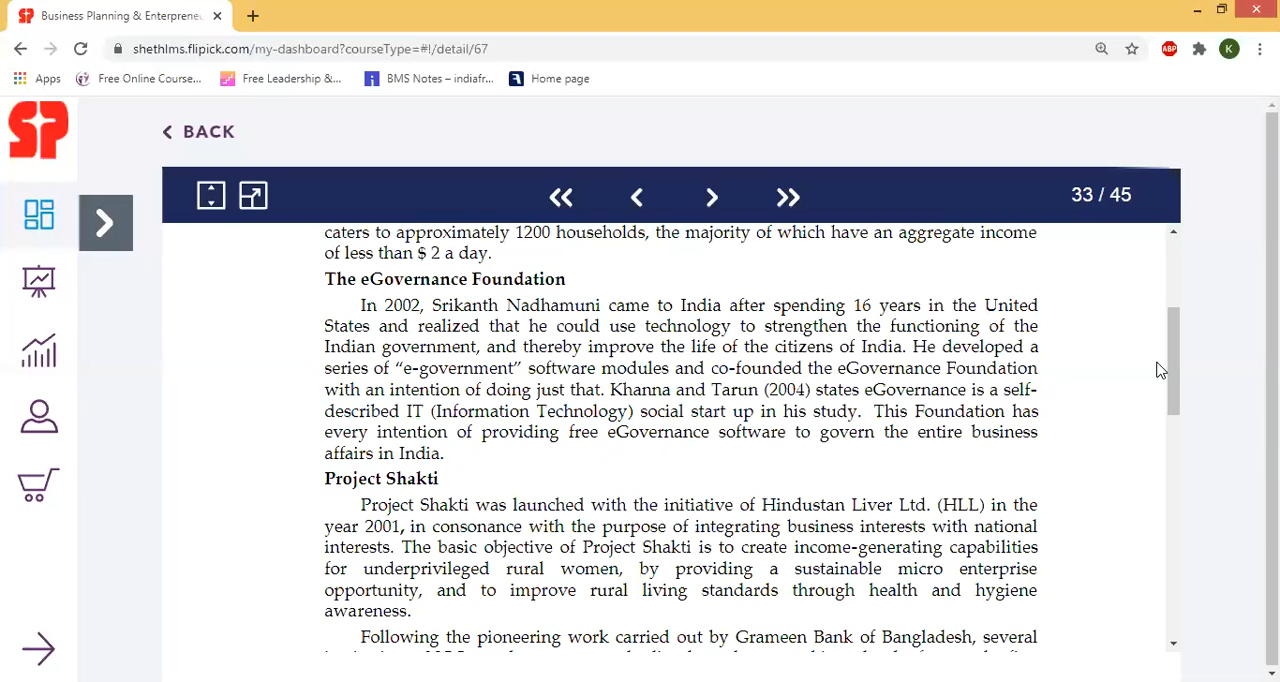 Business Planning & Enterprene
shethlms.flipick.com/my-dashboard?courseType=#!/detail/67
ABP
K
Apps
Free Online Course...
Free Leadership &...
BMS Notes – indiafr...
Home page
SP
BACK
33 / 45
caters to approximately 1200 households, the majority of which have an aggregate income
of less than $ 2 a day.
The eGovernance Foundation
In 2002, Srikanth Nadhamuni came to India after spending 16 years in the United
States and realized that he could use technology to strengthen the functioning of the
Indian government, and thereby improve the life of the citizens of India. He developed a
series of “e-government” software modules and co-founded the eGovernance Foundation
with an intention of doing just that. Khanna and Tarun (2004) states eGovernance is a self-
described IT (Information Technology) social start up in his study. This Foundation has
every intention of providing free eGovernance software to govern the entire business
affairs in India.
Project Shakti
Project Shakti was launched with the initiative of Hindustan Liver Ltd. (HLL) in the
year 2001, in consonance with the purpose of integrating business interests with national
interests. The basic objective of Project Shakti is to create income-generating capabilities
for underprivileged rural women, by providing a sustainable micro enterprise
opportunity, and to improve rural living standards through health and hygiene
awareness.
Following the pioneering work carried out by Grameen Bank of Bangladesh, several